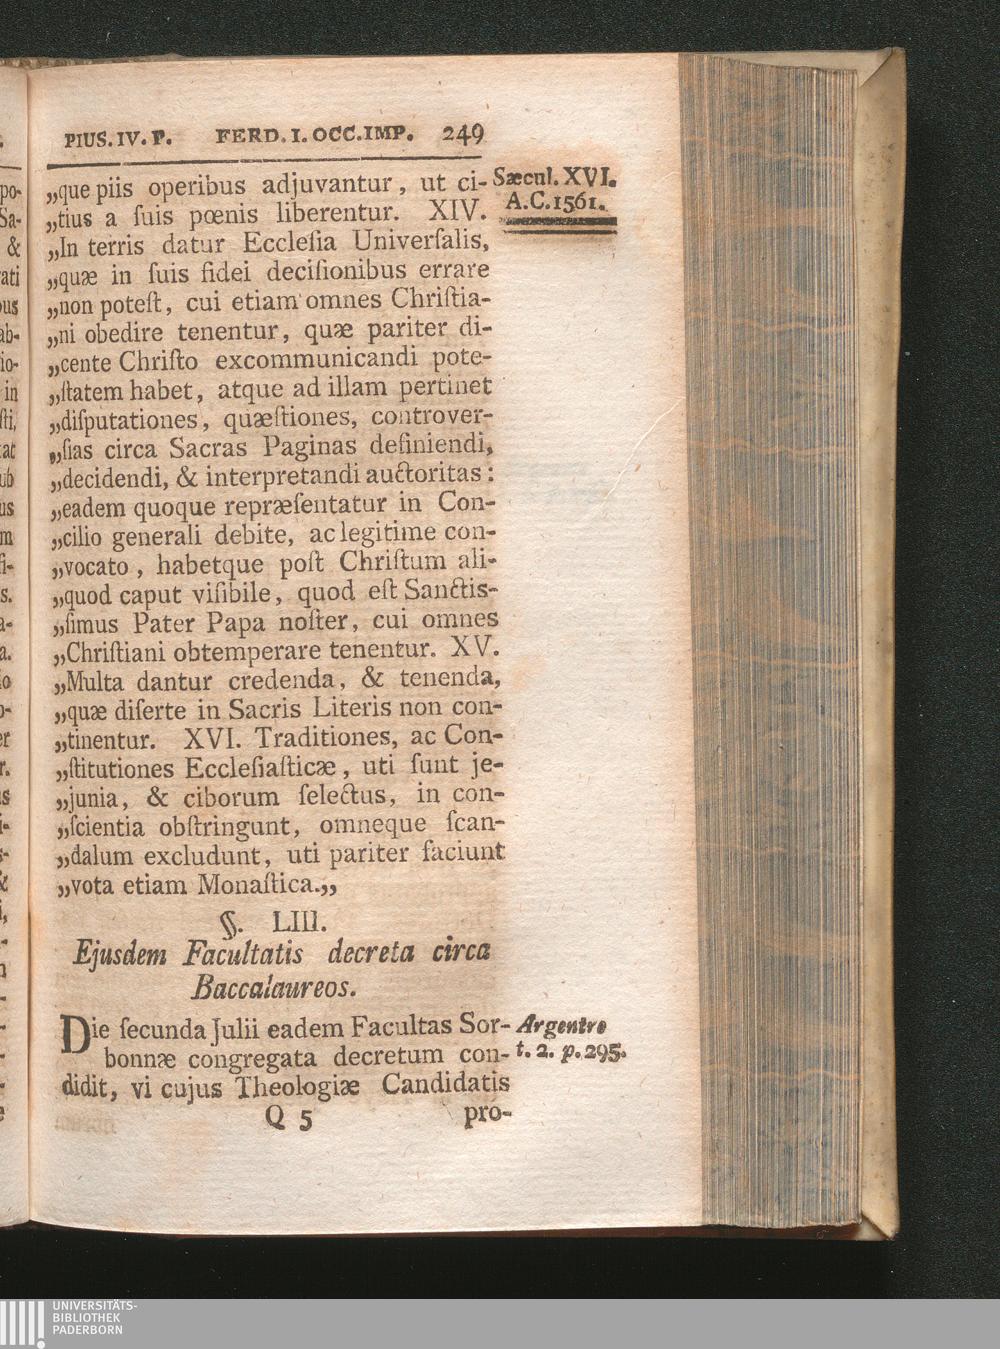 PIUS. IV. P. FERD. I. OCC. IMP. 249
Sæcul. XVI.
A.C. 1561.
„que piis operibus adjuvantur, ut ci-
„tius a ſuis pœnis liberentur. XIV.
„In terris datur Eccleſia Univerſalis,
„quæ in ſuis fidei deciſionibus errare
„non poteſt, cui etiam omnes Chriſtia-
„ni obedire tenentur, quæ pariter di-
„cente Chriſto excommunicandi pote-
„ſtatem habet, atque ad illam pertinet
„diſputationes, quæſtiones, controver-
„ſias circa Sacras Paginas definiendi,
„decidendi, & interpretandi auctoritas:
„eadem quoque repræſentatur in Con-
„cilio generali debite, ac legitime con-
„vocato, habetque poſt Chriſtum ali-
„quod caput viſibile, quod eſt Sanctis-
„ſimus Pater Papa noſter, cui omnes
„Chriſtiani obtemperare tenentur. XV.
„Multa dantur credenda, & tenenda,
„quæ diſerte in Sacris Literis non con-
„tinentur. XVI. Traditiones, ac Con-
„ſtitutiones Eccleſiaſticæ, uti ſunt je-
„junia, & ciborum ſelectus, in con-
„ſcientia obſtringunt, omneque ſcan-
„dalum excludunt, uti pariter faciunt
„vota etiam Monaſtica.„
§. LIII.
Ejusdem Facultatis decreta circa
Baccalaureos.
Die ſecunda Julii eadem Facultas Sor-
bonnæ congregata decretum con-
didit, vi cujus Theologiæ Candidatis
Argentre
t. 2. p. 295.
Q 5 pro-
UNIVERSITÄTS-
BIBLIOTHEK
PADERBORN